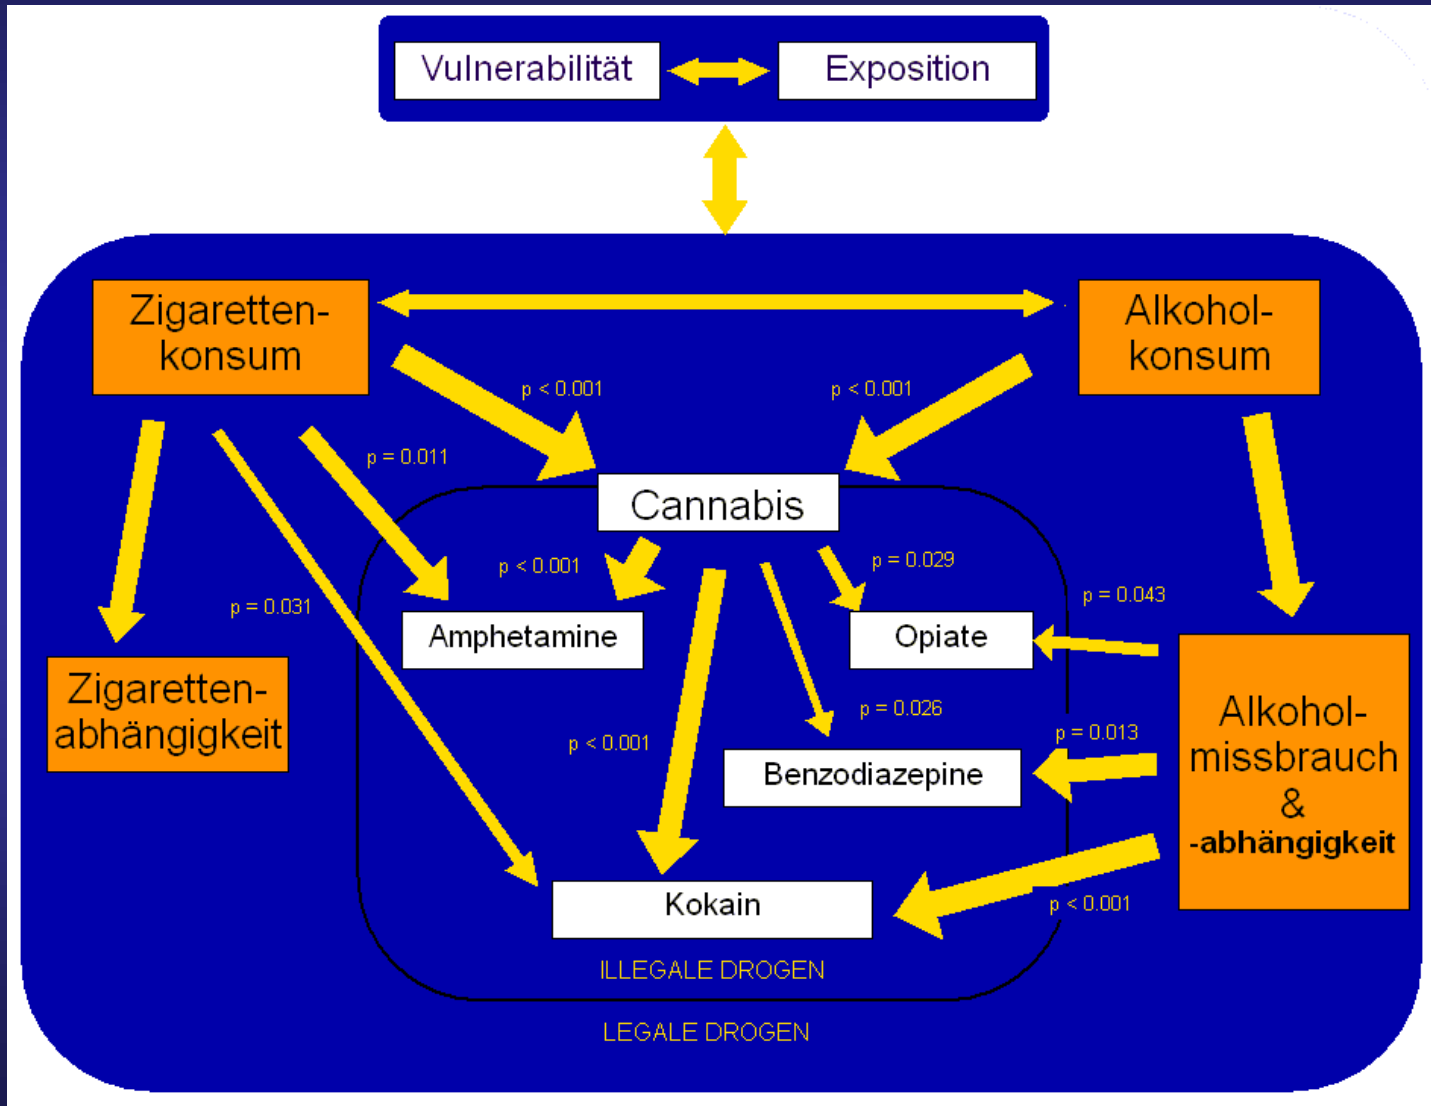 Vulnerabilität
Exposition
Zigaretten-
konsum
Alkohol-
konsum
p < 0.001
p < 0.001
p = 0.011
Cannabis
p < 0.001
p = 0.029
p = 0.031
p = 0.043
Amphetamine
Opiate
Zigaretten-
abhängigkeit
p < 0.001
p = 0.026
p = 0.013
Alkohol-
missbrauch
&
-abhängigkeit
Benzodiazepine
Kokain
p < 0.001
ILLEGALE DROGEN
LEGALE DROGEN